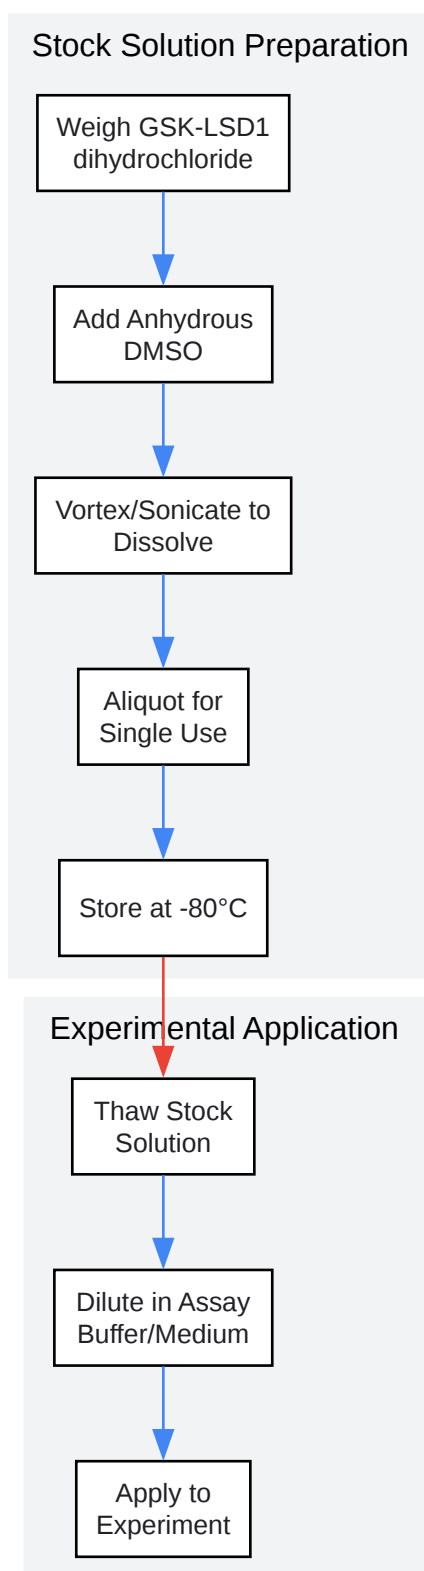 Stock Solution Preparation
Weigh GSK-LSD1
dihydrochloride
Add Anhydrous
DMSO
Vortex/Sonicate to
Dissolve
Aliquot for
Single Use
Store at -80°C
Experimental Application
Thaw Stock
Solution
Dilute in Assay
Buffer/Medium
Apply to
Experiment